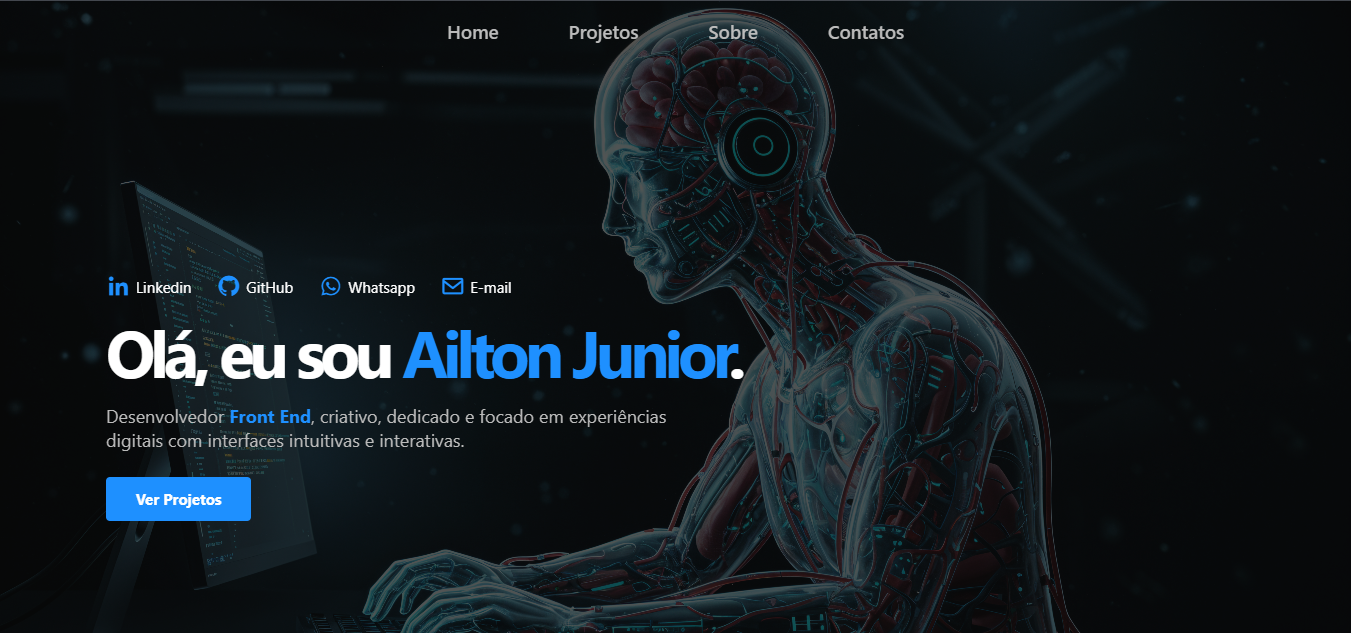 Home Projetos Sobre Contatos
Linkedin GitHub Whatsapp E-mail
Olá, eu sou Ailton Junior.
Desenvolvedor Front End, criativo, dedicado e focado em experiências
digitais com interfaces intuitivas e interativas.
Ver Projetos